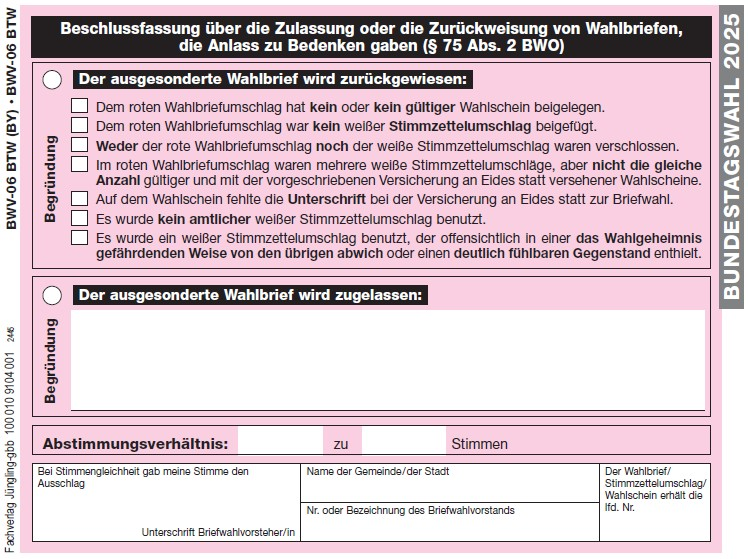 Beschlussfassung über die Zulassung oder die Zurückweisung von Wahlbriefen,
die Anlass zu Bedenken gaben (§ 75 Abs. 2 BWO)
Der ausgesonderte Wahlbrief wird zurückgewiesen:
Begründung
Dem roten Wahlbriefumschlag hat kein oder kein gültiger Wahlschein beigelegen.
Dem roten Wahlbriefumschlag war kein weißer Stimmzettelumschlag beigefügt.
Weder der rote Wahlbriefumschlag noch der weiße Stimmzettelumschlag waren verschlossen.
Im roten Wahlbriefumschlag waren mehrere weiße Stimmzettelumschläge, aber nicht die gleiche
Anzahl gültiger und mit der vorgeschriebenen Versicherung an Eides statt versehener Wahlscheine.
Auf dem Wahlschein fehlte die Unterschrift bei der Versicherung an Eides statt zur Briefwahl.
Es wurde kein amtlicher weißer Stimmzettelumschlag benutzt.
Es wurde ein weißer Stimmzettelumschlag benutzt, der offensichtlich in einer das Wahlgeheimnis
gefährdenden Weise von den übrigen abwich oder einen deutlich fühlbaren Gegenstand enthielt.
Der ausgesonderte Wahlbrief wird zugelassen:
Begründung
Abstimmungsverhältnis: zu Stimmen
Bei Stimmengleichheit gab meine Stimme den
Ausschlag
Unterschrift Briefwahlvorsteher/in
Name der Gemeinde/der Stadt
Nr. oder Bezeichnung des Briefwahlvorstands
Der Wahlbrief/
Stimmzettelumschlag/
Wahlschein erhält die
lfd. Nr.
BUNDESTAGSWAHL 2025
BWV-06 BTW (BY) • BWV-06 BTW
Fachverlag Jüngling-gbb 100 010 9104 001 2446